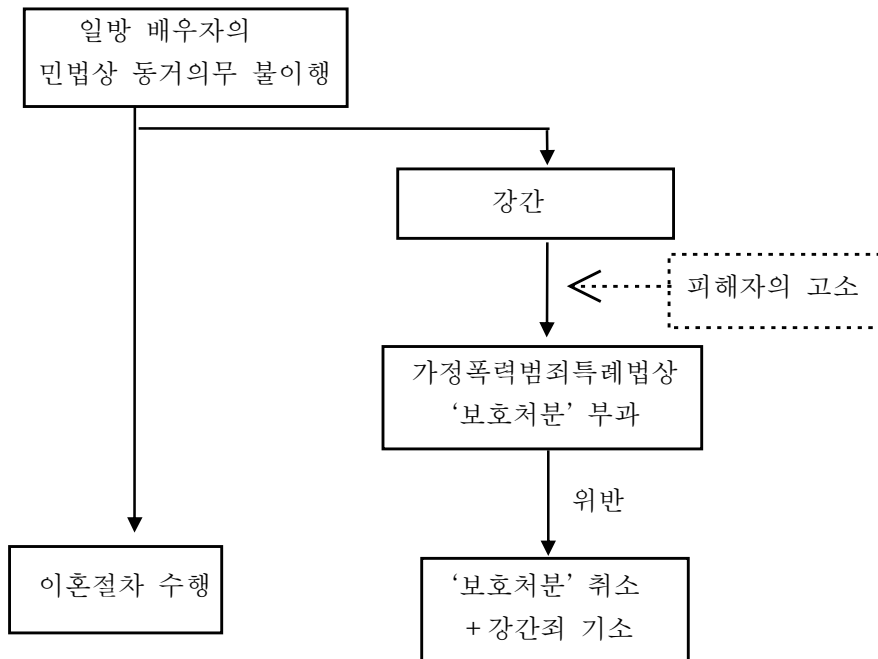 일방 배우자의
민법상 동거의무 불이행
강간
피해자의 고소
가정폭력범죄특례법상
‘보호처분’ 부과
위반
이혼절차 수행
‘보호처분’ 취소
+강간죄 기소